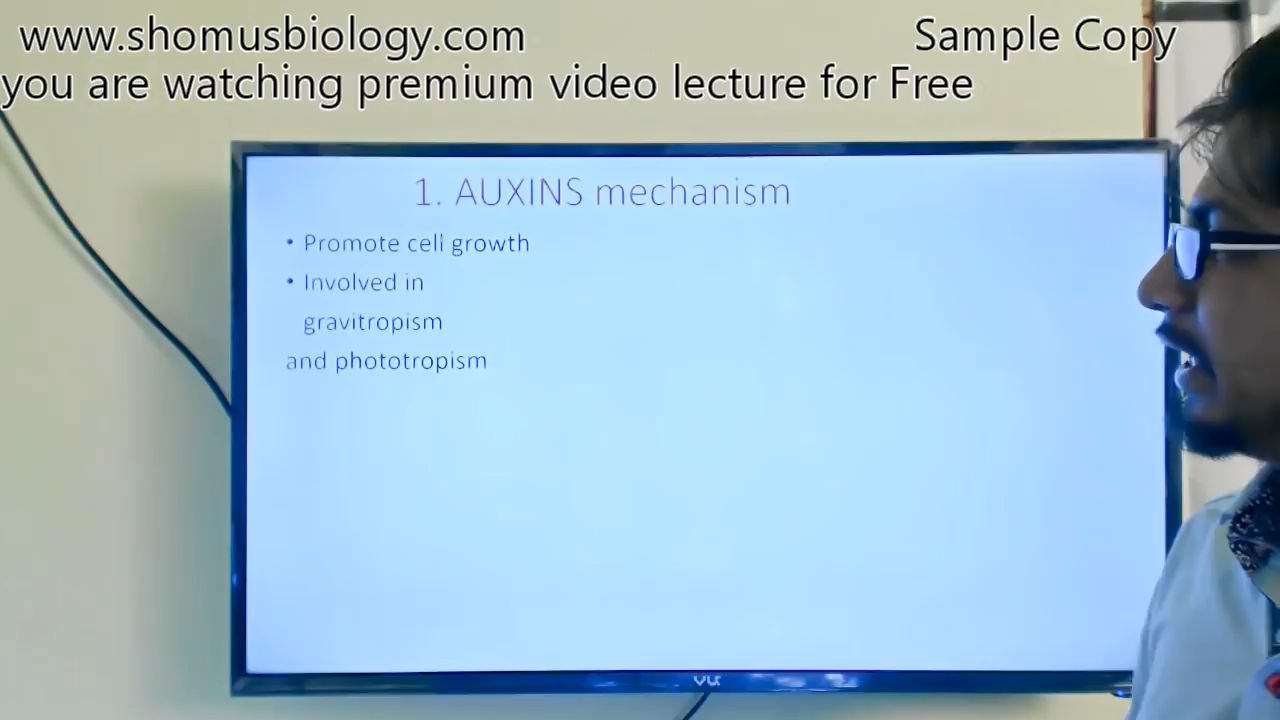 www.shomusbiology.com
Sample Copy
you are watching premium video lecture for Free
1. AUXINS mechanism
• Promote cell growth
• Involved in
gravitropism
and phototropism